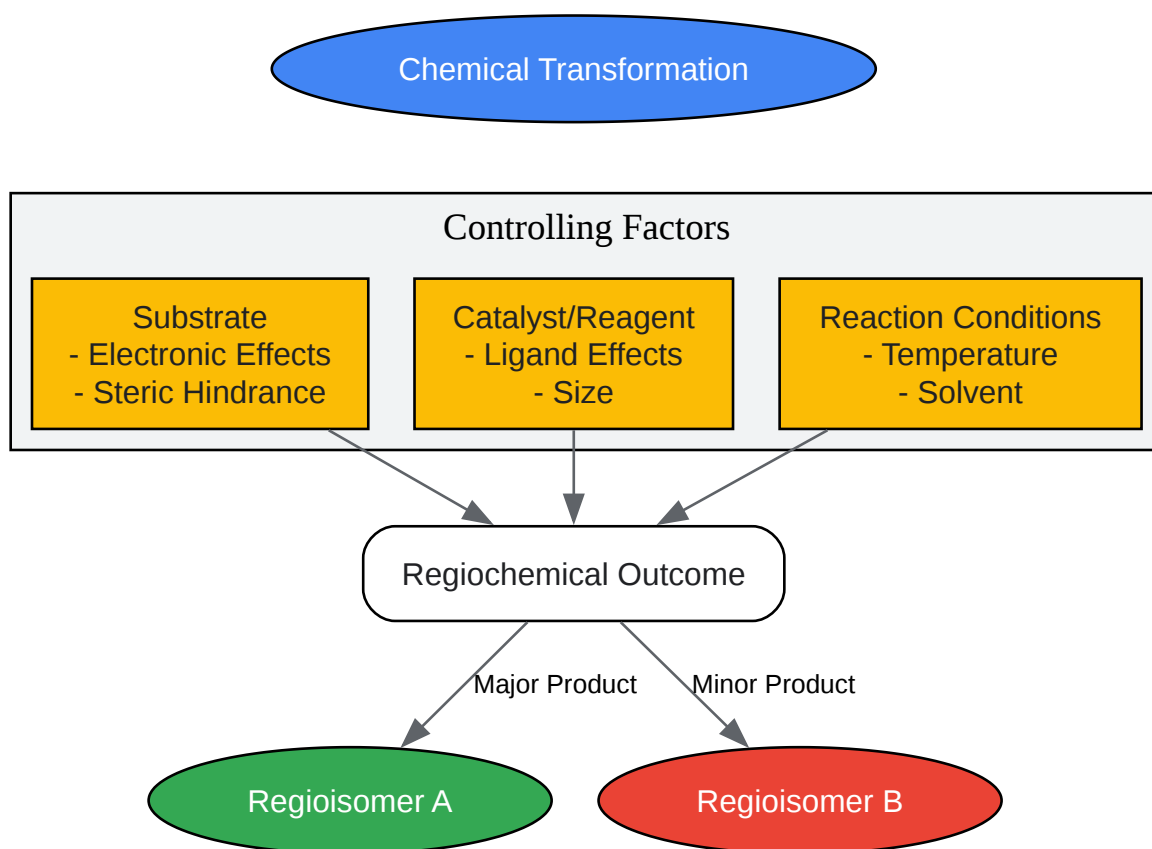 Chemical Transformation
Controlling Factors
Substrate
- Electronic Effects
- Steric Hindrance
Catalyst/Reagent
- Ligand Effects
- Size
Reaction Conditions
- Temperature
- Solvent
Regiochemical Outcome
Major Product
Minor Product
Regioisomer A
Regioisomer B